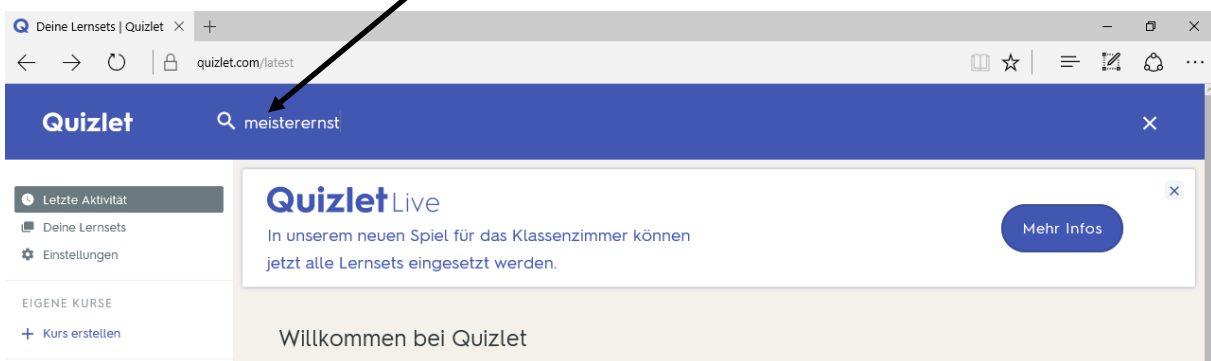 Deine Lernsets | Quizlet
quizlet.com/latest
Quizlet
meisterernst
Letzte Aktivität
Deine Lernsets
Einstellungen
EIGENE KURSE
+ Kurs erstellen
Quizlet Live
In unserem neuen Spiel für das Klassenzimmer können
jetzt alle Lernsets eingesetzt werden.
Mehr Infos
Willkommen bei Quizlet